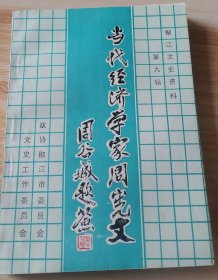 椒江文史资料
第九辑
当代经济学家周宪文
周谷城题签
政协椒江市委员会
文史工作委员会